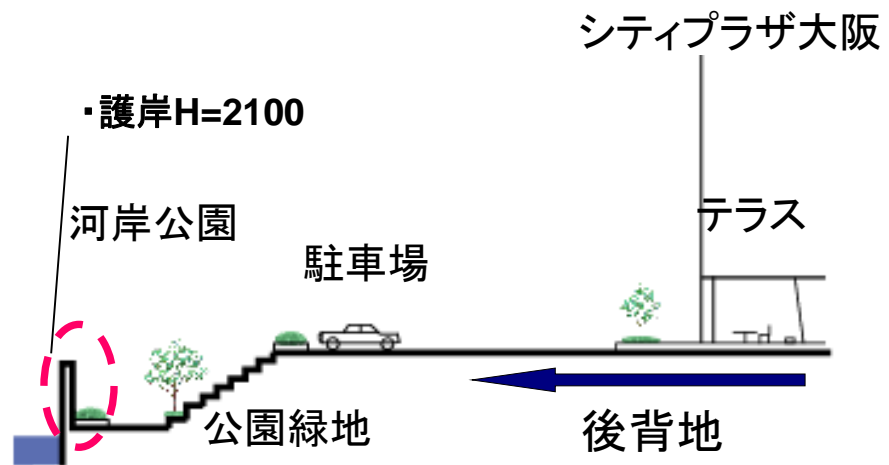 シティプラザ大阪
・護岸H=2100
河岸公園
テラス
駐車場
公園緑地
後背地